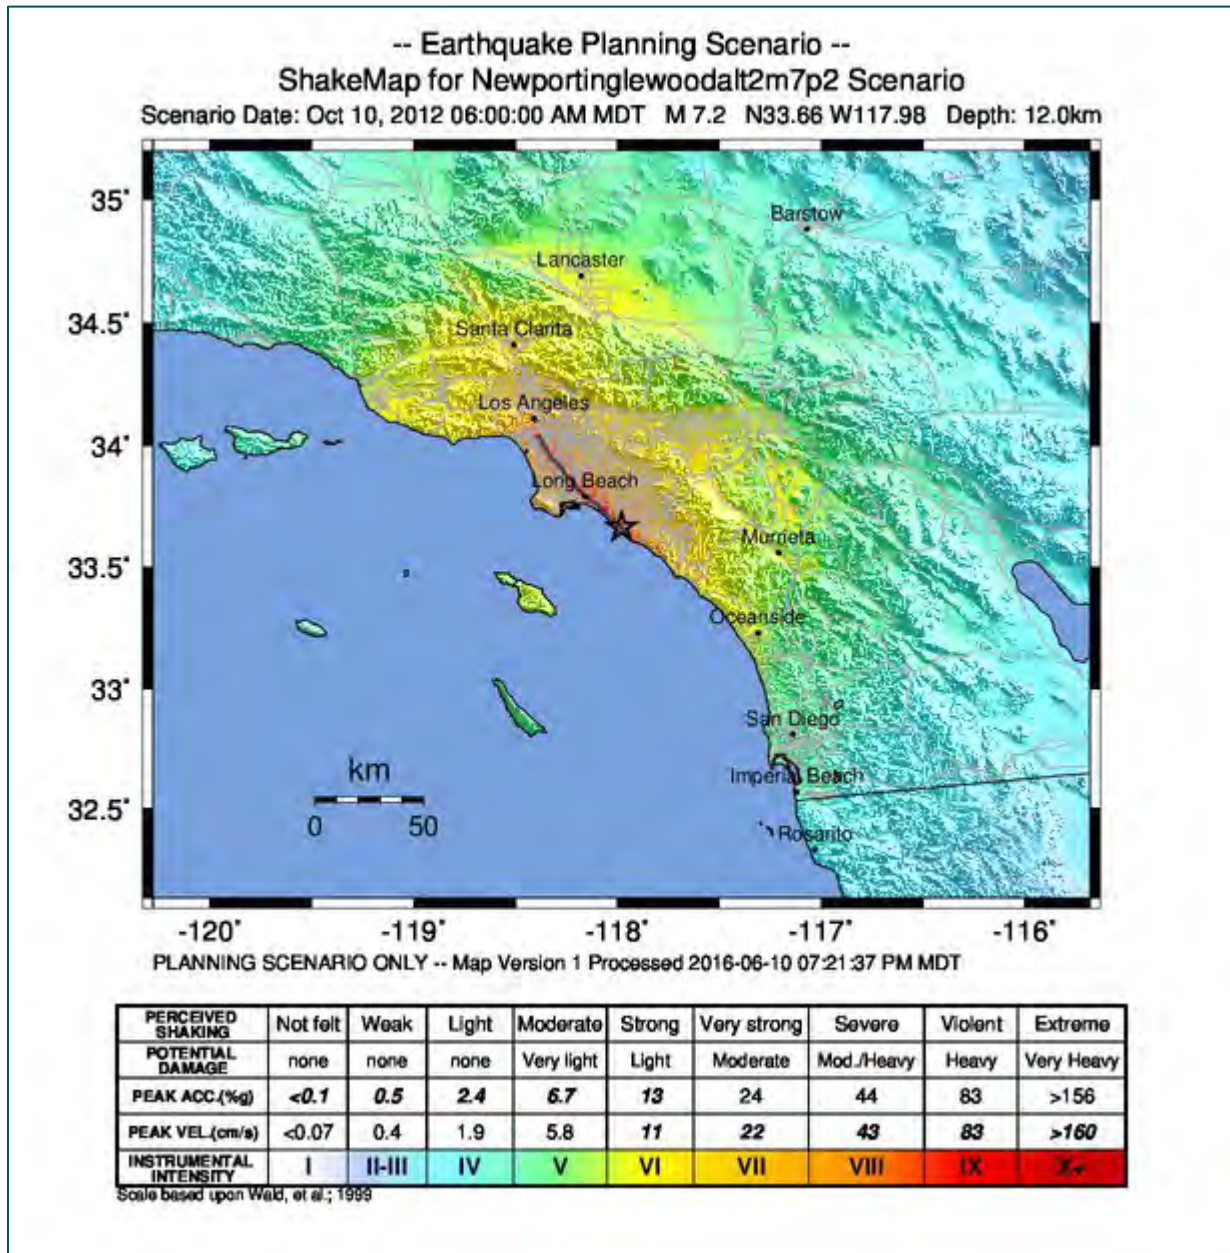 -- Earthquake Planning Scenario --
ShakeMap for Newportinglewoodalt2m7p2 Scenario
Scenario Date: Oct 10, 2012 06:00:00 AM MDT M 7.2 N33.66 W117.98 Depth: 12.0km
35˚
Barstow
Lancaster
34.5˚
Santa Clarita
Los Angeles
34˚
Long Beach
Murrieta
33.5˚
Oceanside
33˚
San Diego
km
Imperial Beach
32.5˚
0 50
Rosarito
-120˚ -119˚ -118˚ -117˚ -116˚
PLANNING SCENARIO ONLY -- Map Version 1 Processed 2016-06-10 07:21:37 PM MDT
PERCEIVED SHAKING Not felt Weak Light Moderate Strong Very strong Severe Violent Extreme
POTENTIAL DAMAGE none none none Very light Light Moderate Mod./Heavy Heavy Very Heavy
PEAK ACC.(%g) <0.1 0.5 2.4 6.7 13 24 44 83 >156
PEAK VEL.(cm/s) <0.07 0.4 1.9 5.8 11 22 43 83 >160
INSTRUMENTAL INTENSITY I II-III IV V VI VII VIII IX X+
Scale based upon Wald, et al.; 1999